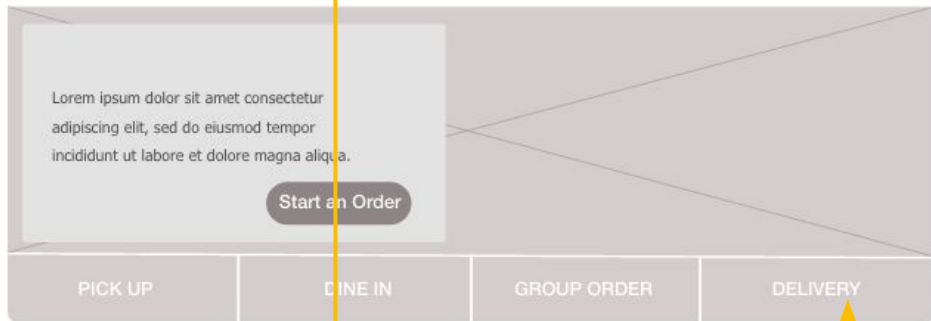 Lorem ipsum dolor sit amet consectetur
adipiscing elit, sed do eiusmod tempor
incididunt ut labore et dolore magna aliqua.
Start an Order
PICK UP DINE IN GROUP ORDER DELIVERY